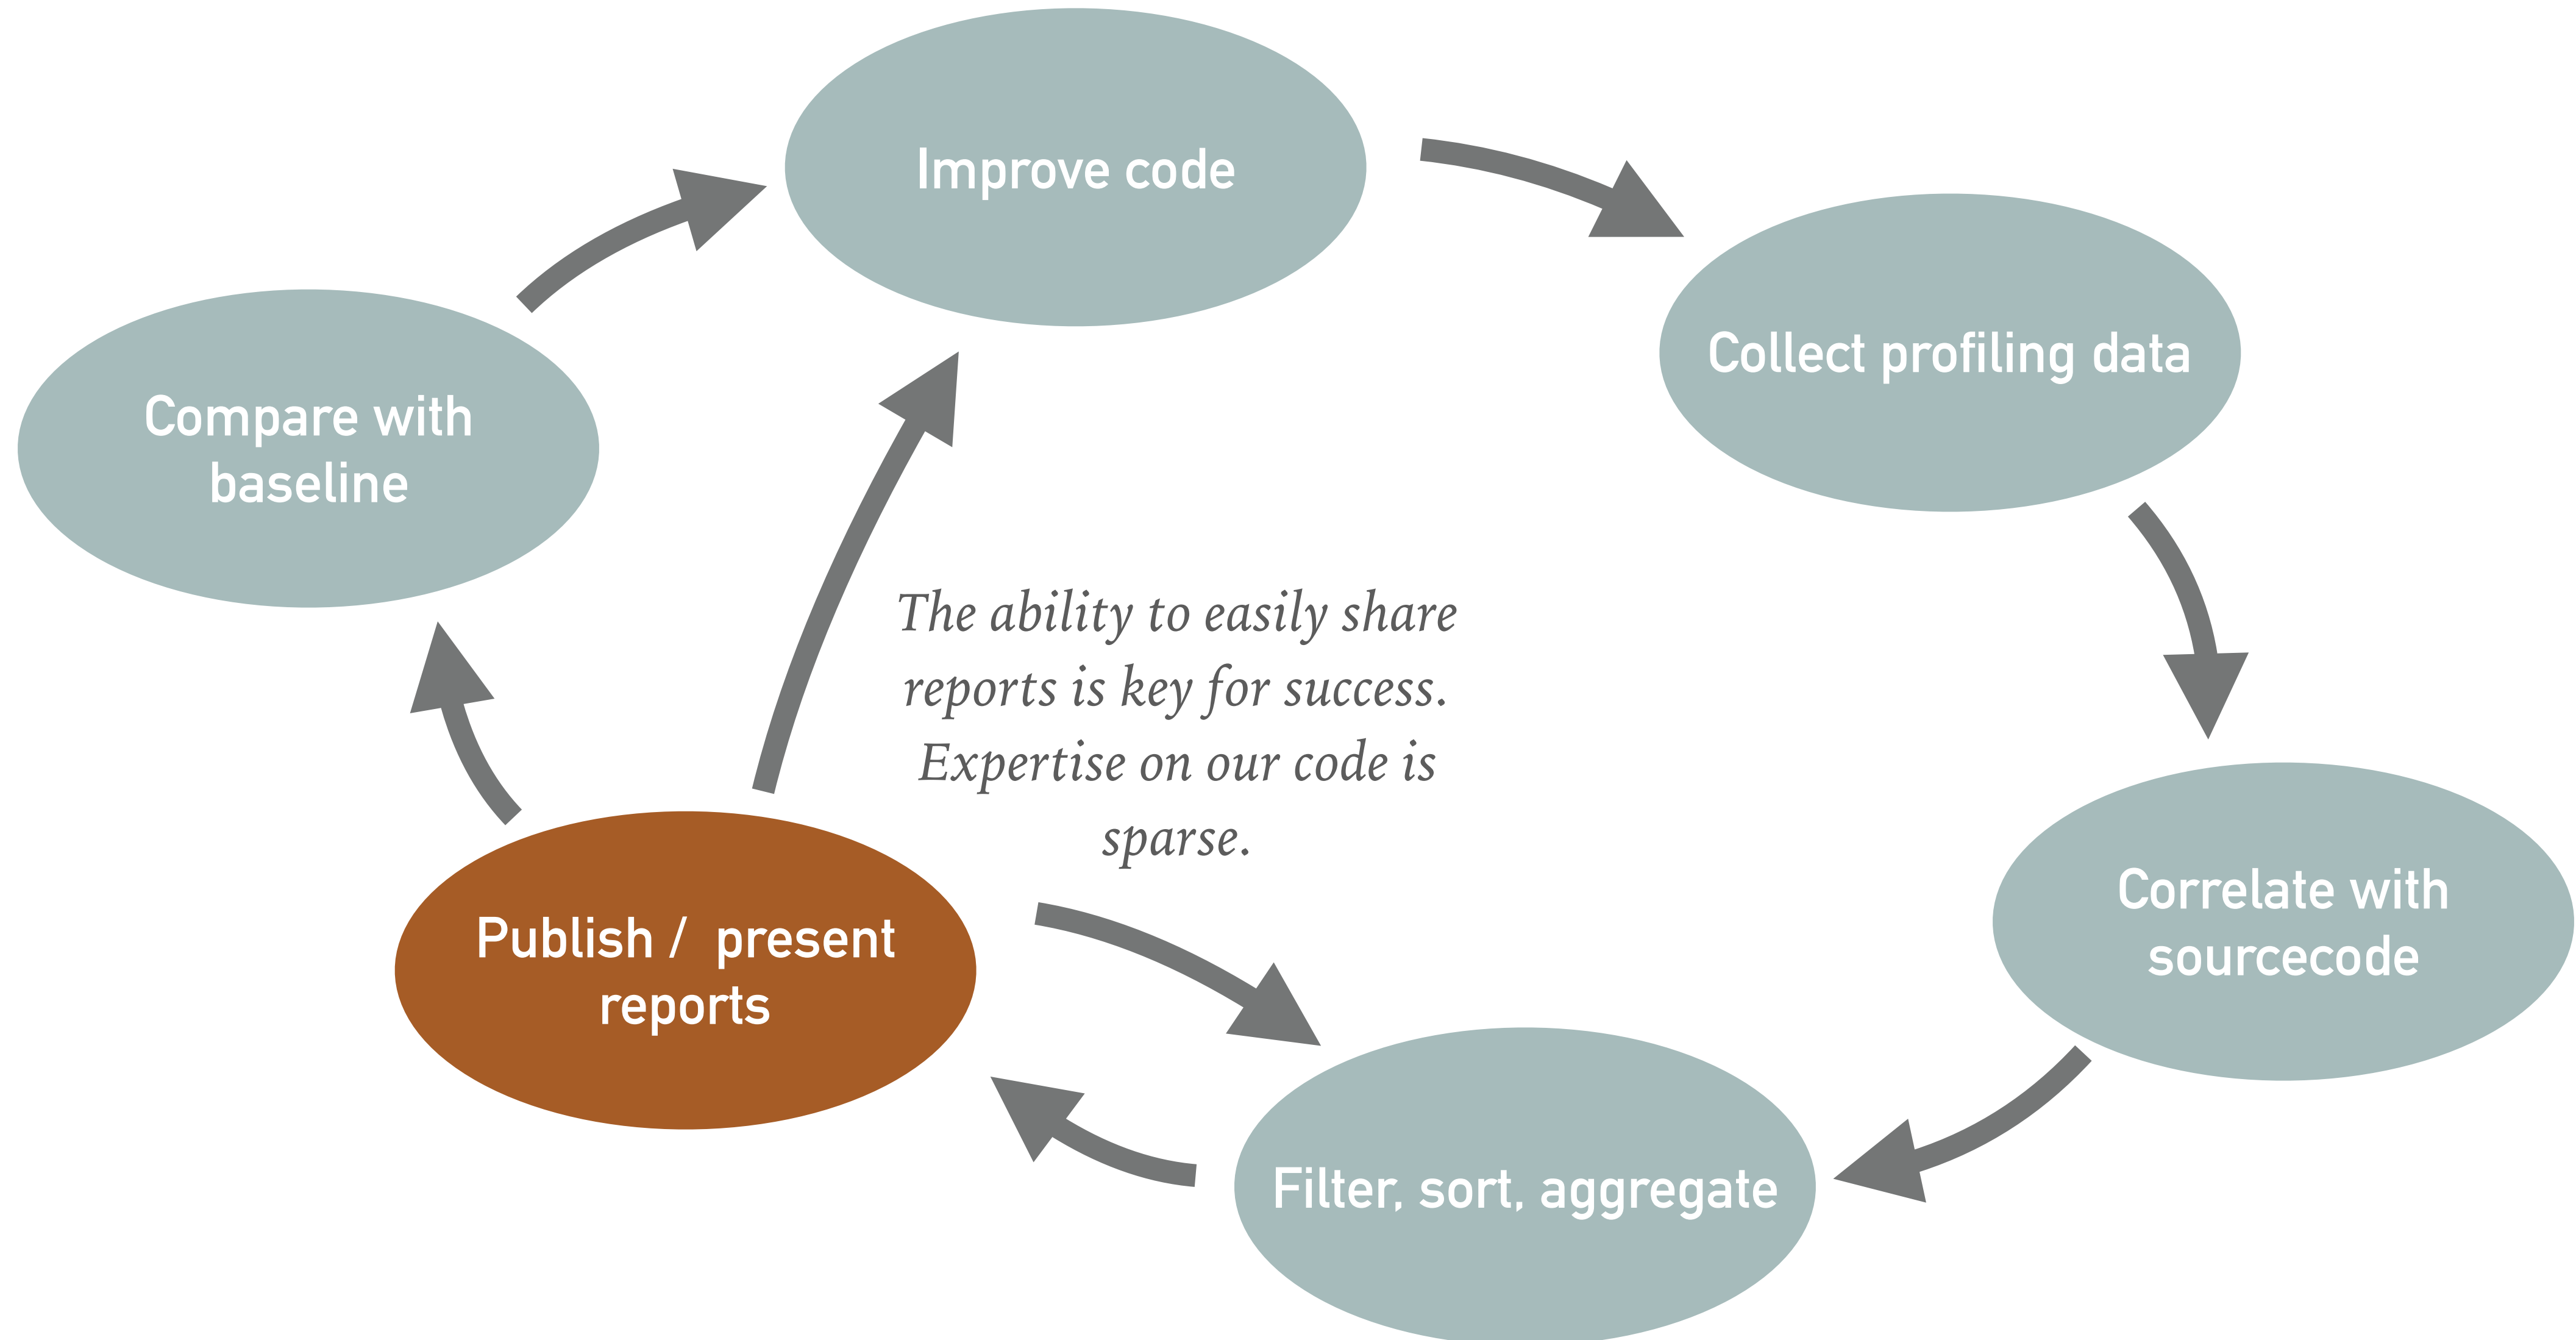 Improve code
Collect profiling data
Compare with
baseline
The ability to easily share
reports is key for success.
Expertise on our code is
sparse.
Correlate with
sourcecode
Publish /  present
reports
Filter, sort, aggregate